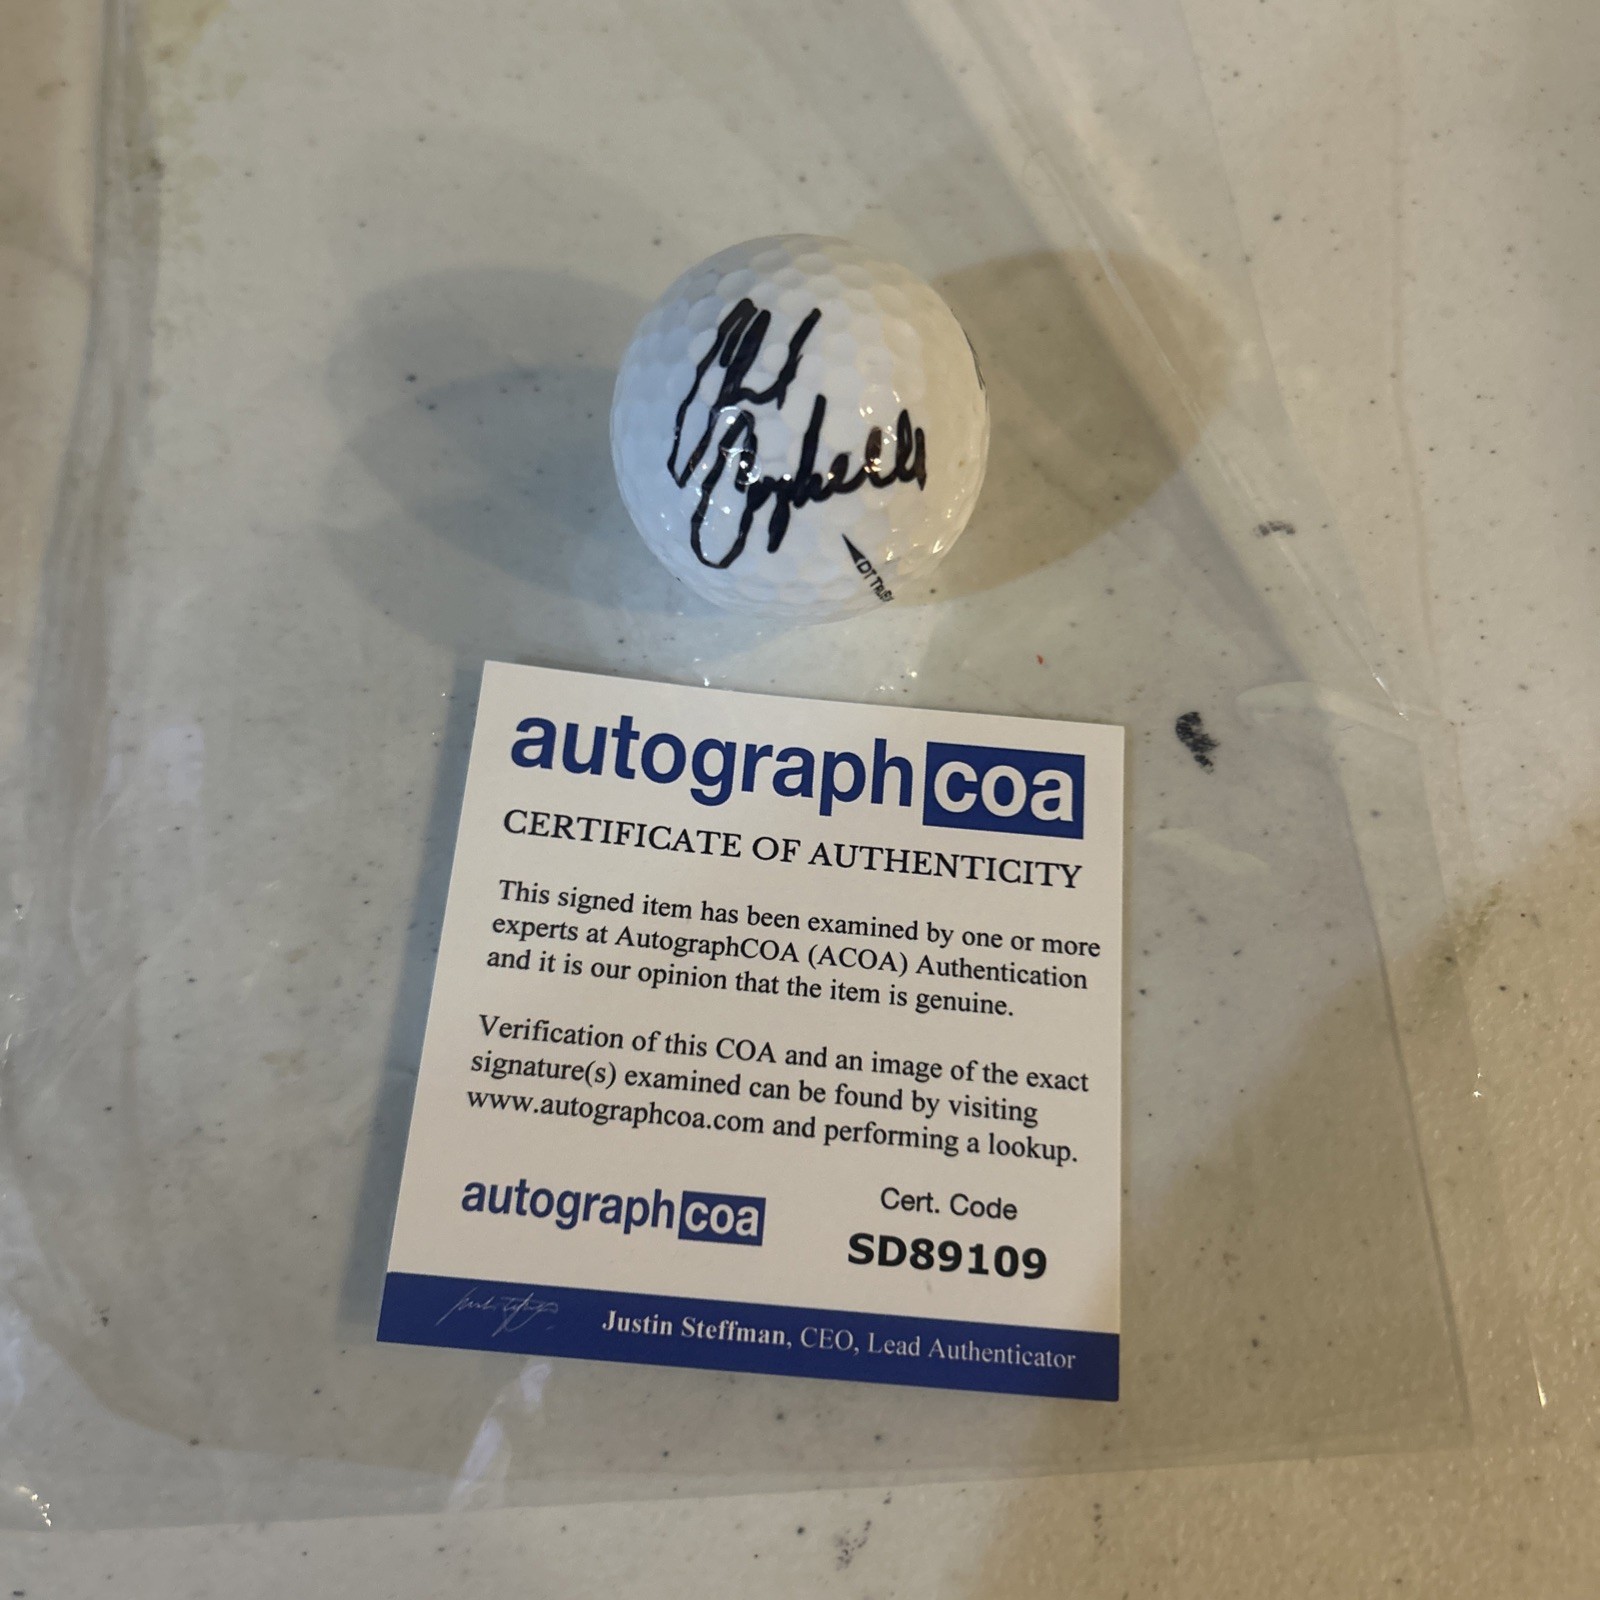 DT TruS
autographcoa
CERTIFICATE OF AUTHENTICITY
This signed item has been examined by one or more
experts at AutographCOA (ACOA) Authentication
and it is our opinion that the item is genuine.
Verification of this COA and an image of the exact
signature(s) examined can be found by visiting
www.autographcoa.com and performing a lookup.
autographcoa
Cert. Code
SD89109
Justin Steffman, CEO, Lead Authenticator